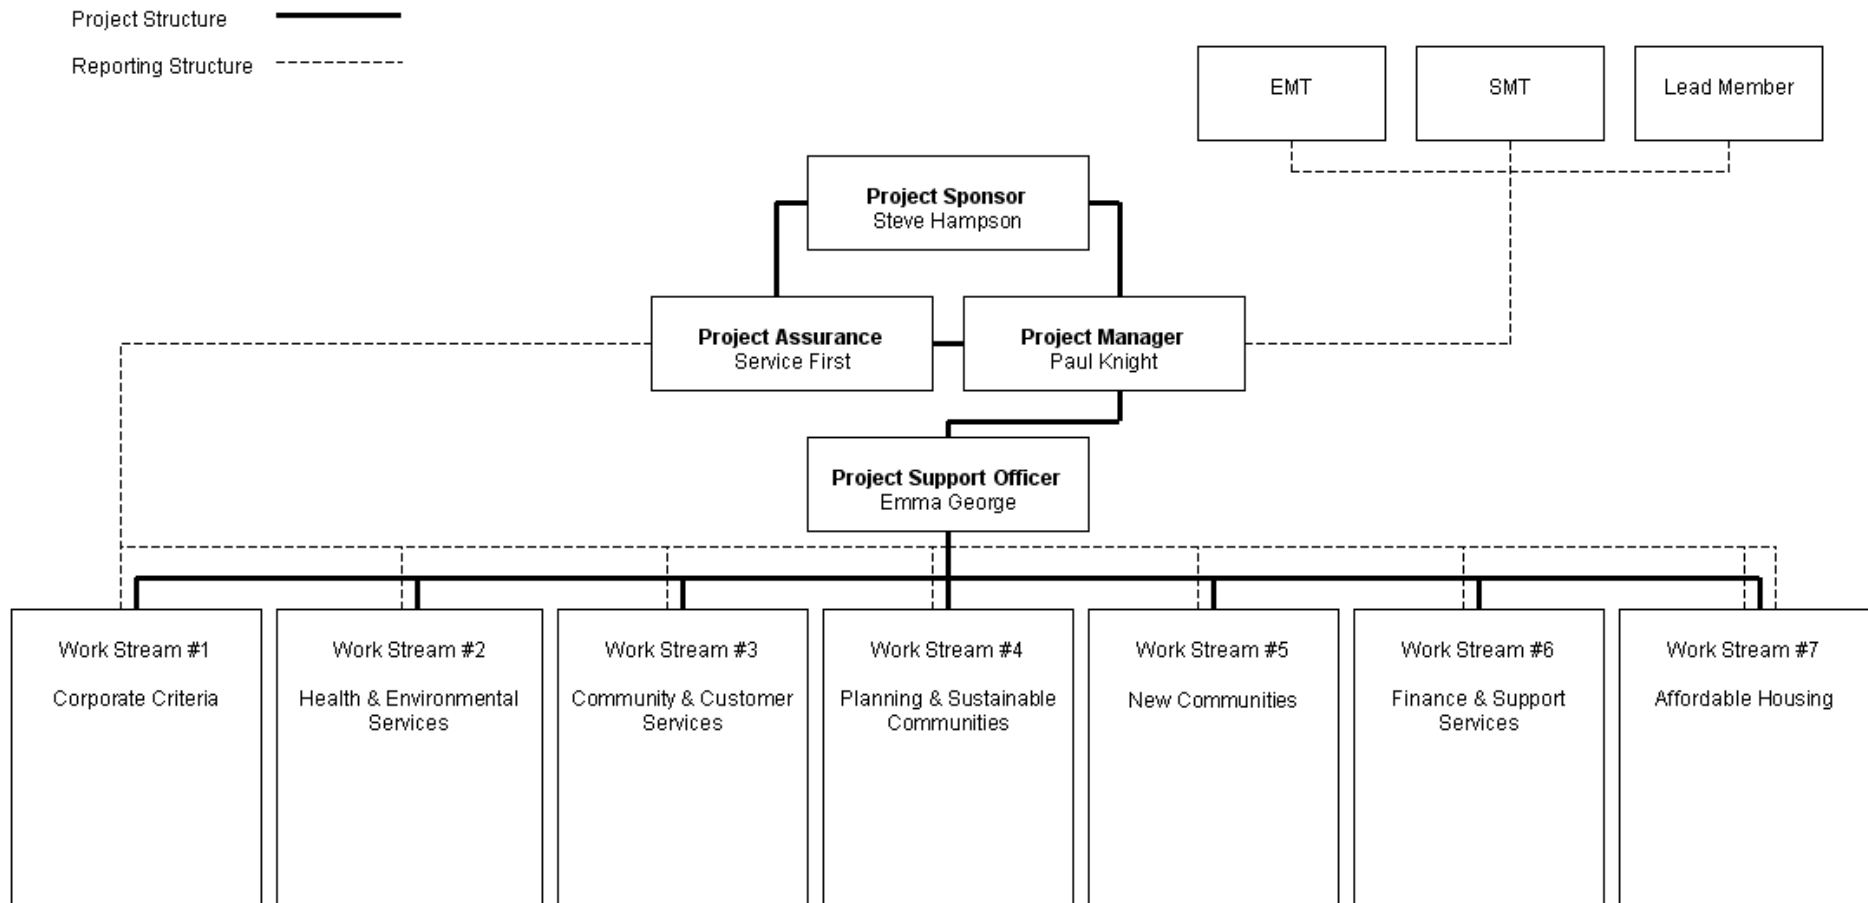 Project Structure
Reporting Structure
EMT
SMT
Lead Member
Project Sponsor
Steve Hampson
Project Assurance
Service First
Project Manager
Paul Knight
Project Support Officer
Emma George
Work Stream #1
Corporate Criteria
Work Stream #2
Health & Environmental
Services
Work Stream #3
Community & Customer
Services
Work Stream #4
Planning & Sustainable
Communities
Work Stream #5
New Communities
Work Stream #6
Finance & Support
Services
Work Stream #7
Affordable Housing